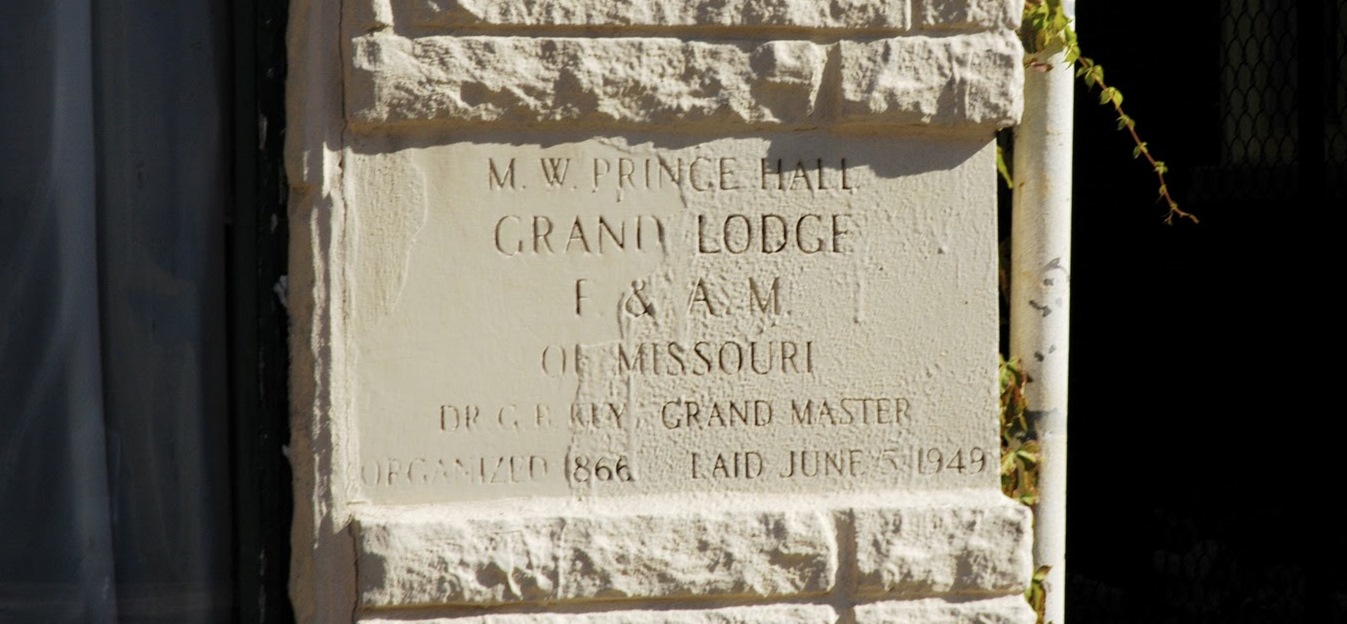 M. W. PRINCE HALL
GRAND LODGE
F. & A. M.
OF MISSOURI
DR. G. KEY, GRAND MASTER
ORGANIZED 1866 LAID JUNE 5, 1949